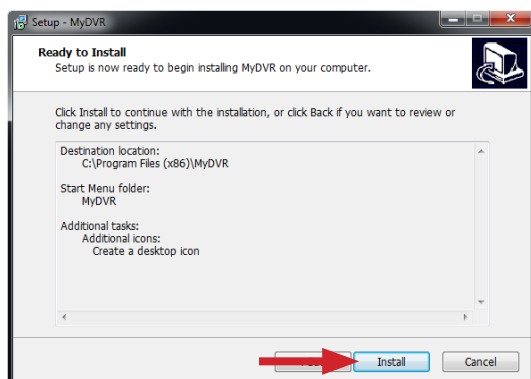 Setup - MyDVR
Ready to Install
Setup is now ready to begin installing MyDVR on your computer.
Click Install to continue with the installation, or click Back if you want to review or
change any settings.
Destination location:
C:\Program Files (x86)\MyDVR
Start Menu folder:
MyDVR
Additional tasks:
Additional icons:
Create a desktop icon
Install
Cancel